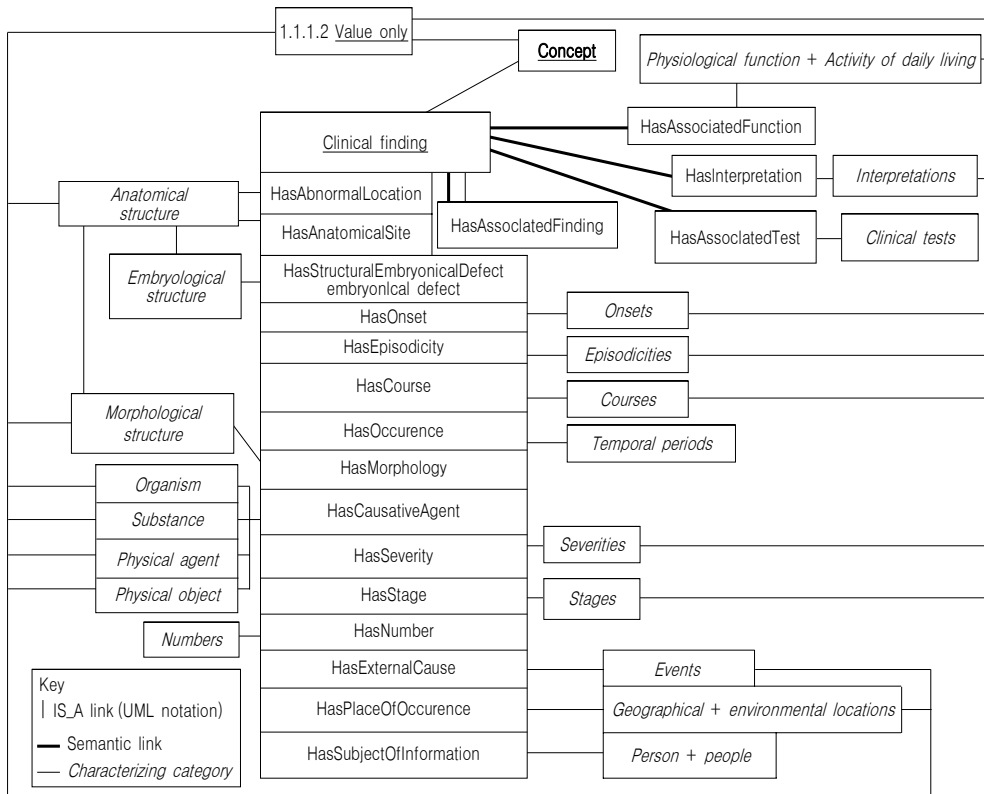 1.1.1.2 Value only
Concept
Physiological function + Activity of daily living
HasAssociatedFunction
Clinical finding
HasInterpretation
Interpretations
Anatomical
structure
HasAbnormalLocation
HasAnatomicalSite
HasAssociatedFinding
HasAssoclatedTest
Clinical tests
Embryological
structure
HasStructuralEmbryonicalDefect
embryonlcal defect
HasOnset
Onsets
HasEpisodicity
Episodicities
HasCourse
Courses
Morphological
structure
HasOccurence
Temporal periods
HasMorphology
Organism
Substance
HasCausativeAgent
Physical agent
HasSeverity
Severities
Physical object
HasStage
Stages
Numbers
HasNumber
HasExternalCause
Events
HasPlaceOfOccurence
Geographical + environmental locations
HasSubjectOfInformation
Person + people
Key
IS_A link (UML notation)
Semantic link
Characterizing category